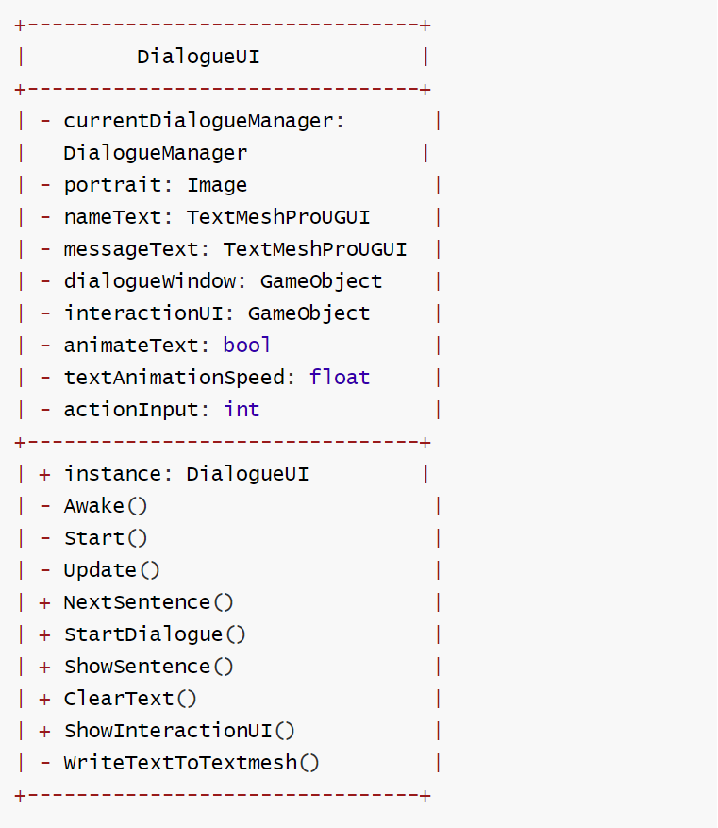 +--------------------------------+
|         DialogueUI             |
+--------------------------------+
| - currentDialogueManager:       |
|   DialogueManager              |
| - portrait: Image               |
| - nameText: TextMeshProUGUI     |
| - messageText: TextMeshProUGUI  |
| - dialogueWindow: GameObject    |
| - interactionUI: GameObject     |
| - animateText: bool             |
| - textAnimationSpeed: float     |
| - actionInput: int              |
+--------------------------------+
| + instance: DialogueUI         |
| - Awake()                       |
| - Start()                       |
| - Update()                      |
| + NextSentence()                |
| + StartDialogue()               |
| + ShowSentence()                |
| + ClearText()                   |
| + ShowInteractionUI()           |
| - WriteTextToTextmesh()         |
+--------------------------------+